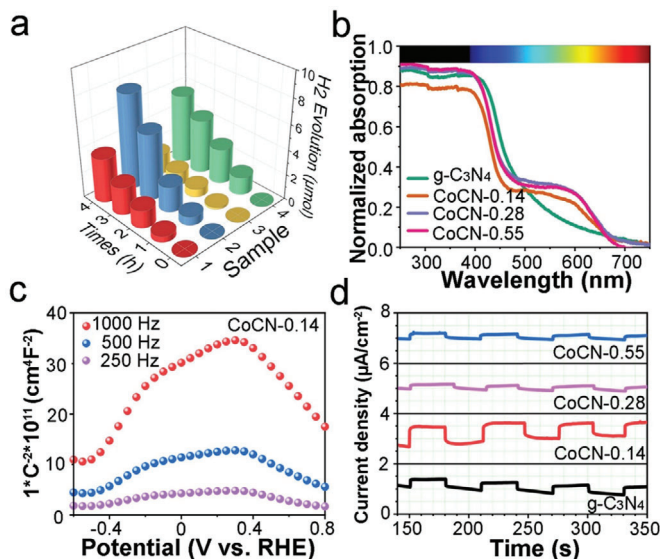 a
H2 Evolution (μmol)
10
8
6
4
2
0
4
3
2
1
0
Times (h)
1
2
3
4
Sample
b
Normalized absorption
1.0
0.8
0.6
0.4
0.2
0.0
g-C₃N₄
CoCN-0.14
CoCN-0.28
CoCN-0.55
300 500 700
Wavelength (nm)
c
1*C⁻²*10¹¹ (cm⁴F⁻²)
40
30
20
10
0
1000 Hz
500 Hz
250 Hz
CoCN-0.14
-0.4 0 0.4 0.8
Potential (V vs. RHE)
d
Current density (μA/cm⁻²)
8
6
4
2
0
CoCN-0.55
CoCN-0.28
CoCN-0.14
g-C₃N₄
150 200 250 300 350
Time (s)